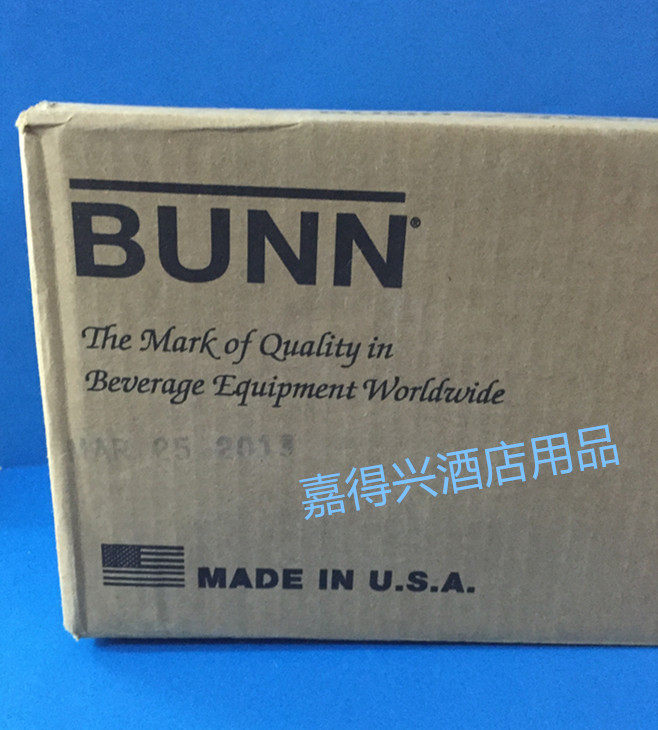 BUNN®
The Mark of Quality in
Beverage Equipment Worldwide
MAR 25 2013
嘉得兴酒店用品
MADE IN U.S.A.